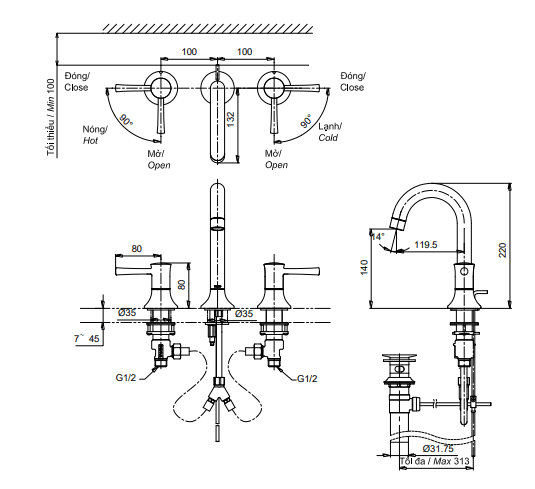 100
100
Đóng/
Close
Đóng/
Close
Tối thiểu / Min 100
90°
132
90°
Nóng/
Hot
Lạnh/
Cold
Mở/
Open
Mở/
Open
14°
119.5
220
140
80
80
Ø35
Ø35
7~45
G1/2
G1/2
Ø31.75
Tối đa / Max 313